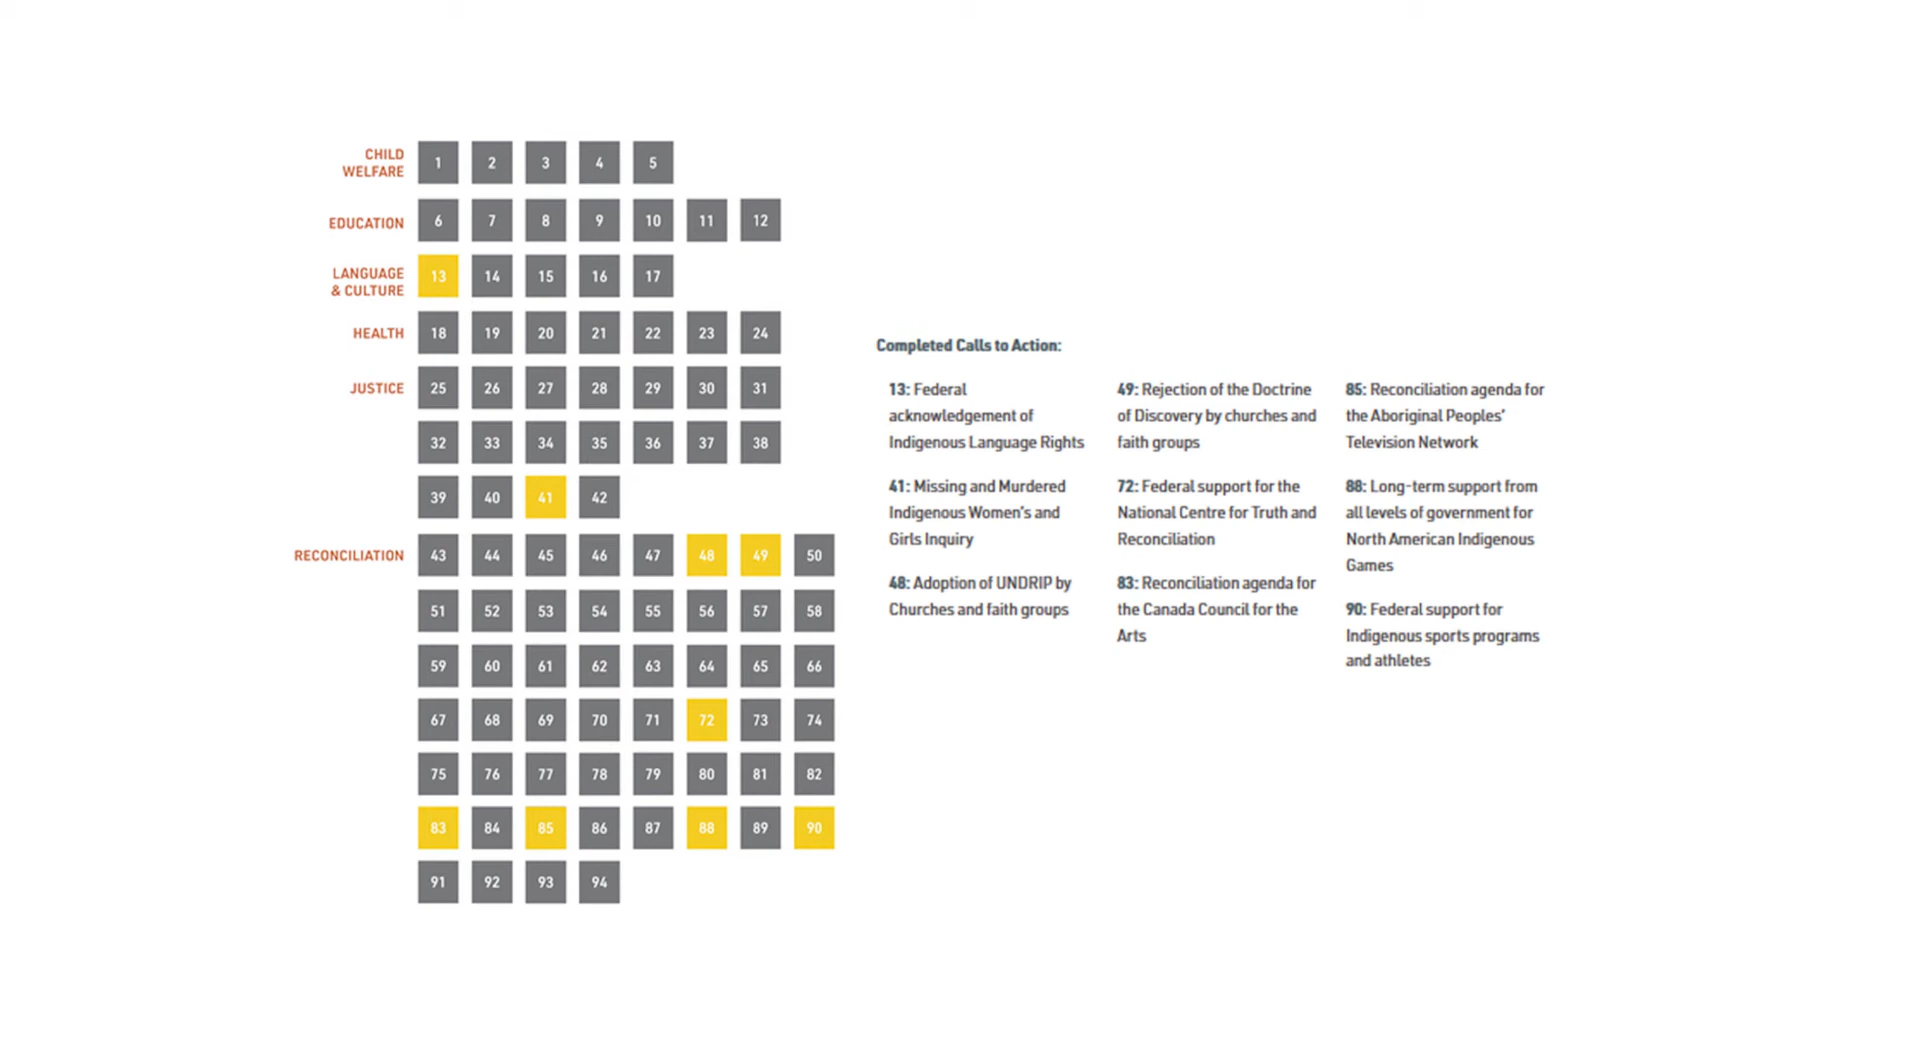 CHILD
WELFARE
1 2 3 4 5
EDUCATION
6 7 8 9 10 11 12
LANGUAGE
& CULTURE
13 14 15 16 17
HEALTH
18 19 20 21 22 23 24
JUSTICE
25 26 27 28 29 30 31
32 33 34 35 36 37 38
39 40 41 42
RECONCILIATION
43 44 45 46 47 48 49 50
51 52 53 54 55 56 57 58
59 60 61 62 63 64 65 66
67 68 69 70 71 72 73 74
75 76 77 78 79 80 81 82
83 84 85 86 87 88 89 90
91 92 93 94
Completed Calls to Action:
13: Federal
acknowledgement of
Indigenous Language Rights
41: Missing and Murdered
Indigenous Women's and
Girls Inquiry
48: Adoption of UNDRIP by
Churches and faith groups
49: Rejection of the Doctrine
of Discovery by churches and
faith groups
72: Federal support for the
National Centre for Truth and
Reconciliation
83: Reconciliation agenda for
the Canada Council for the
Arts
85: Reconciliation agenda for
the Aboriginal Peoples'
Television Network
88: Long-term support from
all levels of government for
North American Indigenous
Games
90: Federal support for
Indigenous sports programs
and athletes